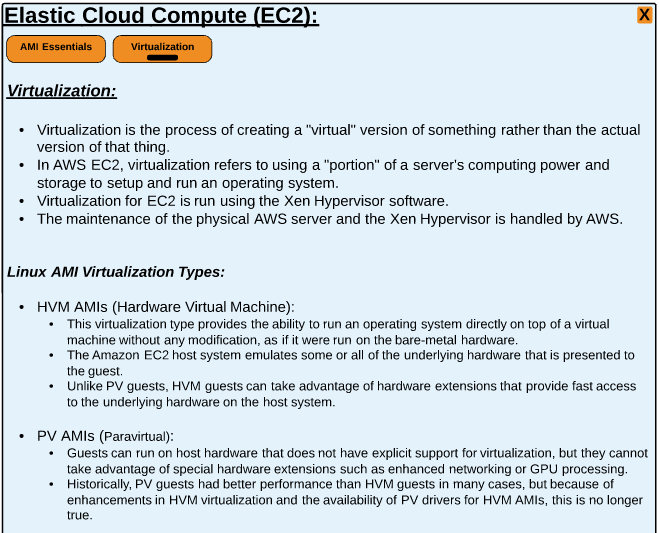 Elastic Cloud Compute (EC2):
X
AMI Essentials
Virtualization
Virtualization:
• Virtualization is the process of creating a "virtual" version of something rather than the actual
version of that thing.
• In AWS EC2, virtualization refers to using a "portion" of a server's computing power and
storage to setup and run an operating system.
• Virtualization for EC2 is run using the Xen Hypervisor software.
• The maintenance of the physical AWS server and the Xen Hypervisor is handled by AWS.
Linux AMI Virtualization Types:
• HVM AMIs (Hardware Virtual Machine):
• This virtualization type provides the ability to run an operating system directly on top of a virtual
machine without any modification, as if it were run on the bare-metal hardware.
• The Amazon EC2 host system emulates some or all of the underlying hardware that is presented to
the guest.
• Unlike PV guests, HVM guests can take advantage of hardware extensions that provide fast access
to the underlying hardware on the host system.
• PV AMIs (Paravirtual):
• Guests can run on host hardware that does not have explicit support for virtualization, but they cannot
take advantage of special hardware extensions such as enhanced networking or GPU processing.
• Historically, PV guests had better performance than HVM guests in many cases, but because of
enhancements in HVM virtualization and the availability of PV drivers for HVM AMIs, this is no longer
true.